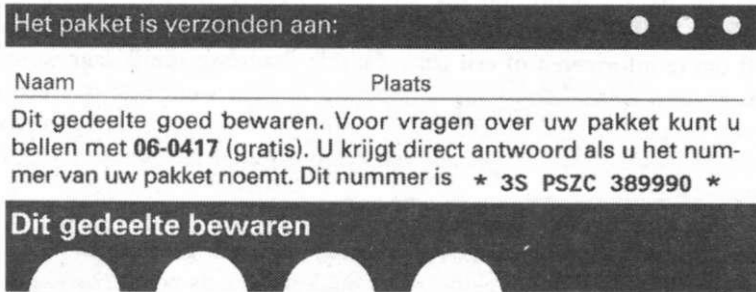 Het pakket is verzonden aan:
Naam Plaats
Dit gedeelte goed bewaren. Voor vragen over uw pakket kunt u
bellen met 06-0417 (gratis). U krijgt direct antwoord als u het num-
mer van uw pakket noemt. Dit nummer is * 3S PSZC 389990 *
Dit gedeelte bewaren